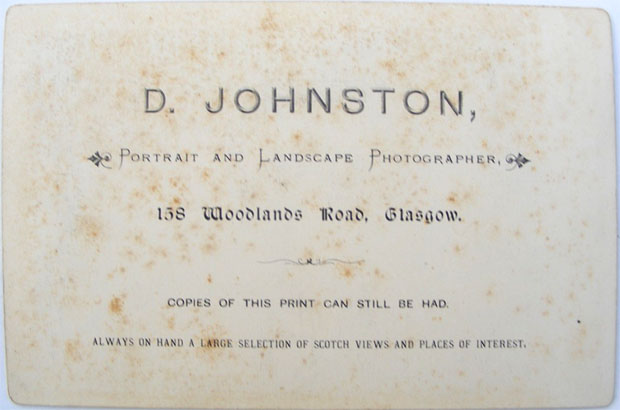 D. JOHNSTON,
PORTRAIT AND LANDSCAPE PHOTOGRAPHER,
158 Woodlands Road, Glasgow.
COPIES OF THIS PRINT CAN STILL BE HAD.
ALWAYS ON HAND A LARGE SELECTION OF SCOTCH VIEWS AND PLACES OF INTEREST.